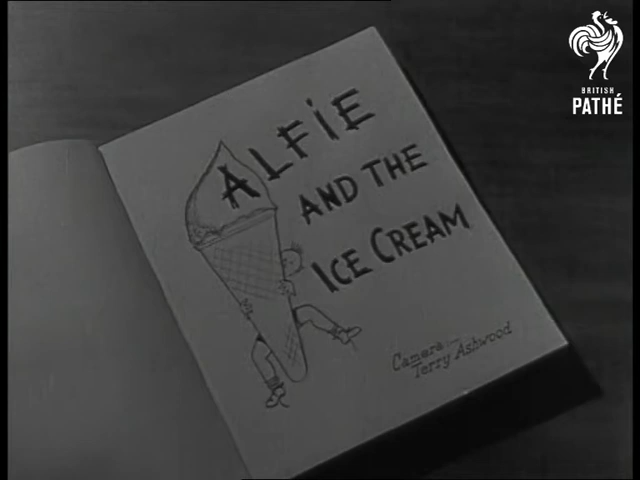 ALFIE
AND THE
ICE CREAM
Camera:—
Terry Ashwood
BRITISH
PATHÉ